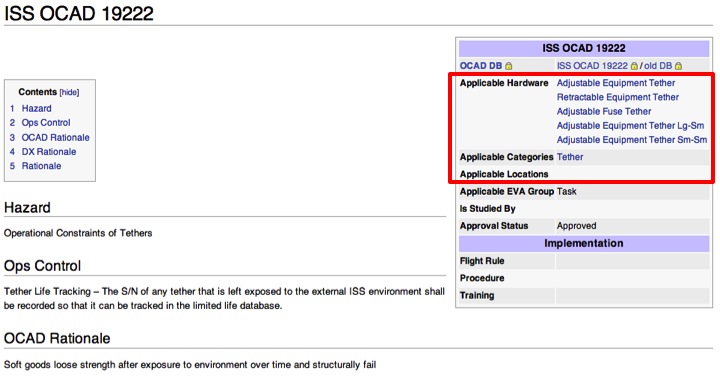 ISS OCAD 19222
Contents [hide]
1 Hazard
2 Ops Control
3 OCAD Rationale
4 DX Rationale
5 Rationale
ISS OCAD 19222
OCAD DB ISS OCAD 19222 / old DB
Applicable Hardware Adjustable Equipment Tether
Retractable Equipment Tether
Adjustable Fuse Tether
Adjustable Equipment Tether Lg-Sm
Adjustable Equipment Tether Sm-Sm
Applicable Categories Tether
Applicable Locations
Applicable EVA Group Task
Is Studied By
Approval Status Approved
Implementation
Flight Rule
Procedure
Training
Hazard
Operational Constraints of Tethers
Ops Control
Tether Life Tracking – The S/N of any tether that is left exposed to the external ISS environment shall
be recorded so that it can be tracked in the limited life database.
OCAD Rationale
Soft goods loose strength after exposure to environment over time and structurally fail